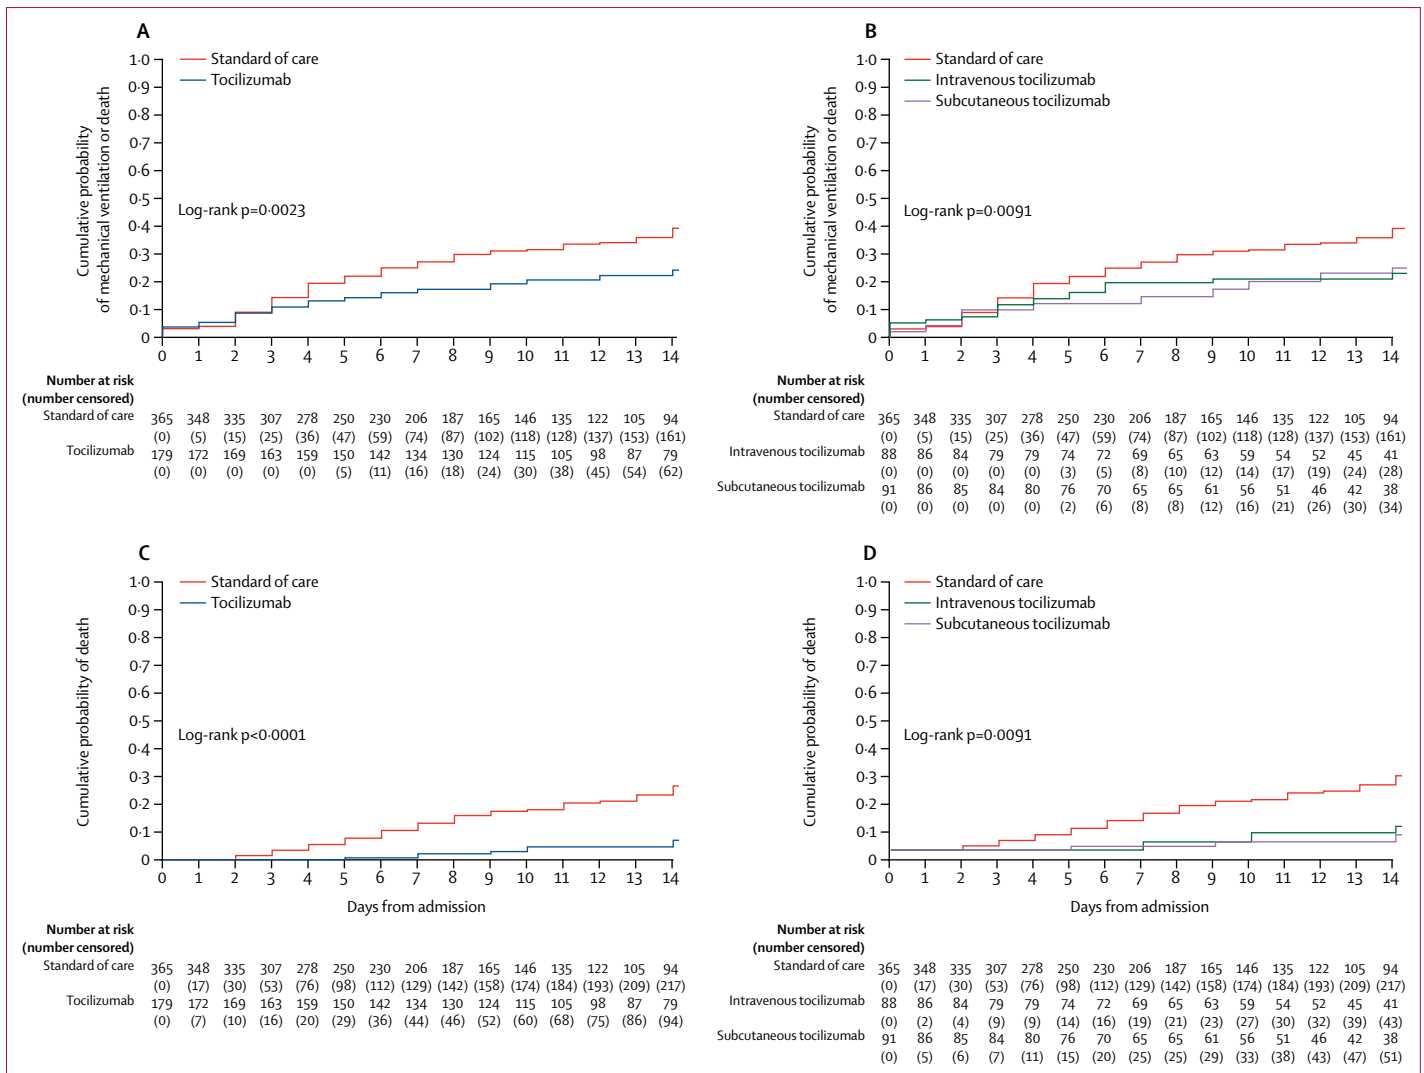 A
Standard of care
Tocilizumab
Cumulative probability
of mechanical ventilation or death
1·0
0·9
0·8
0·7
0·6
0·5
0·4
0·3
0·2
0·1
0
Log-rank p=0·0023
0 1 2 3 4 5 6 7 8 9 10 11 12 13 14
Number at risk
(number censored)
Standard of care 365 348 335 307 278 250 230 206 187 165 146 135 122 105 94
(0) (5) (15) (25) (36) (47) (59) (74) (87) (102) (118) (128) (137) (153) (161)
Tocilizumab 179 172 169 163 159 150 142 134 130 124 115 105 98 87 79
(0) (0) (0) (0) (0) (5) (11) (16) (18) (24) (30) (38) (45) (54) (62)
B
Standard of care
Intravenous tocilizumab
Subcutaneous tocilizumab
Cumulative probability
of mechanical ventilation or death
1·0
0·9
0·8
0·7
0·6
0·5
0·4
0·3
0·2
0·1
0
Log-rank p=0·0091
0 1 2 3 4 5 6 7 8 9 10 11 12 13 14
Number at risk
(number censored)
Standard of care 365 348 335 307 278 250 230 206 187 165 146 135 122 105 94
(0) (5) (15) (25) (36) (47) (59) (74) (87) (102) (118) (128) (137) (153) (161)
Intravenous tocilizumab 88 86 84 79 79 74 72 69 65 63 59 54 52 45 41
(0) (0) (0) (0) (0) (3) (5) (8) (10) (12) (14) (17) (19) (24) (28)
Subcutaneous tocilizumab 91 86 85 84 80 76 70 65 65 61 56 51 46 42 38
(0) (0) (0) (0) (0) (2) (6) (8) (8) (12) (16) (21) (26) (30) (34)
C
Standard of care
Tocilizumab
Cumulative probability of death
1·0
0·9
0·8
0·7
0·6
0·5
0·4
0·3
0·2
0·1
0
Log-rank p<0·0001
0 1 2 3 4 5 6 7 8 9 10 11 12 13 14
Days from admission
Number at risk
(number censored)
Standard of care 365 348 335 307 278 250 230 206 187 165 146 135 122 105 94
(0) (17) (30) (53) (76) (98) (112) (129) (142) (158) (174) (184) (193) (209) (217)
Tocilizumab 179 172 169 163 159 150 142 134 130 124 115 105 98 87 79
(0) (7) (10) (16) (20) (29) (36) (44) (46) (52) (60) (68) (75) (86) (94)
D
Standard of care
Intravenous tocilizumab
Subcutaneous tocilizumab
Cumulative probability of death
1·0
0·9
0·8
0·7
0·6
0·5
0·4
0·3
0·2
0·1
0
Log-rank p=0·0091
0 1 2 3 4 5 6 7 8 9 10 11 12 13 14
Days from admission
Number at risk
(number censored)
Standard of care 365 348 335 307 278 250 230 206 187 165 146 135 122 105 94
(0) (17) (30) (53) (76) (98) (112) (129) (142) (158) (174) (184) (193) (209) (217)
Intravenous tocilizumab 88 86 84 79 79 74 72 69 65 63 59 54 52 45 41
(0) (2) (4) (9) (9) (14) (16) (19) (21) (23) (27) (30) (32) (39) (43)
Subcutaneous tocilizumab 91 86 85 84 80 76 70 65 65 61 56 51 46 42 38
(0) (5) (6) (7) (11) (15) (20) (25) (25) (29) (33) (38) (43) (47) (51)